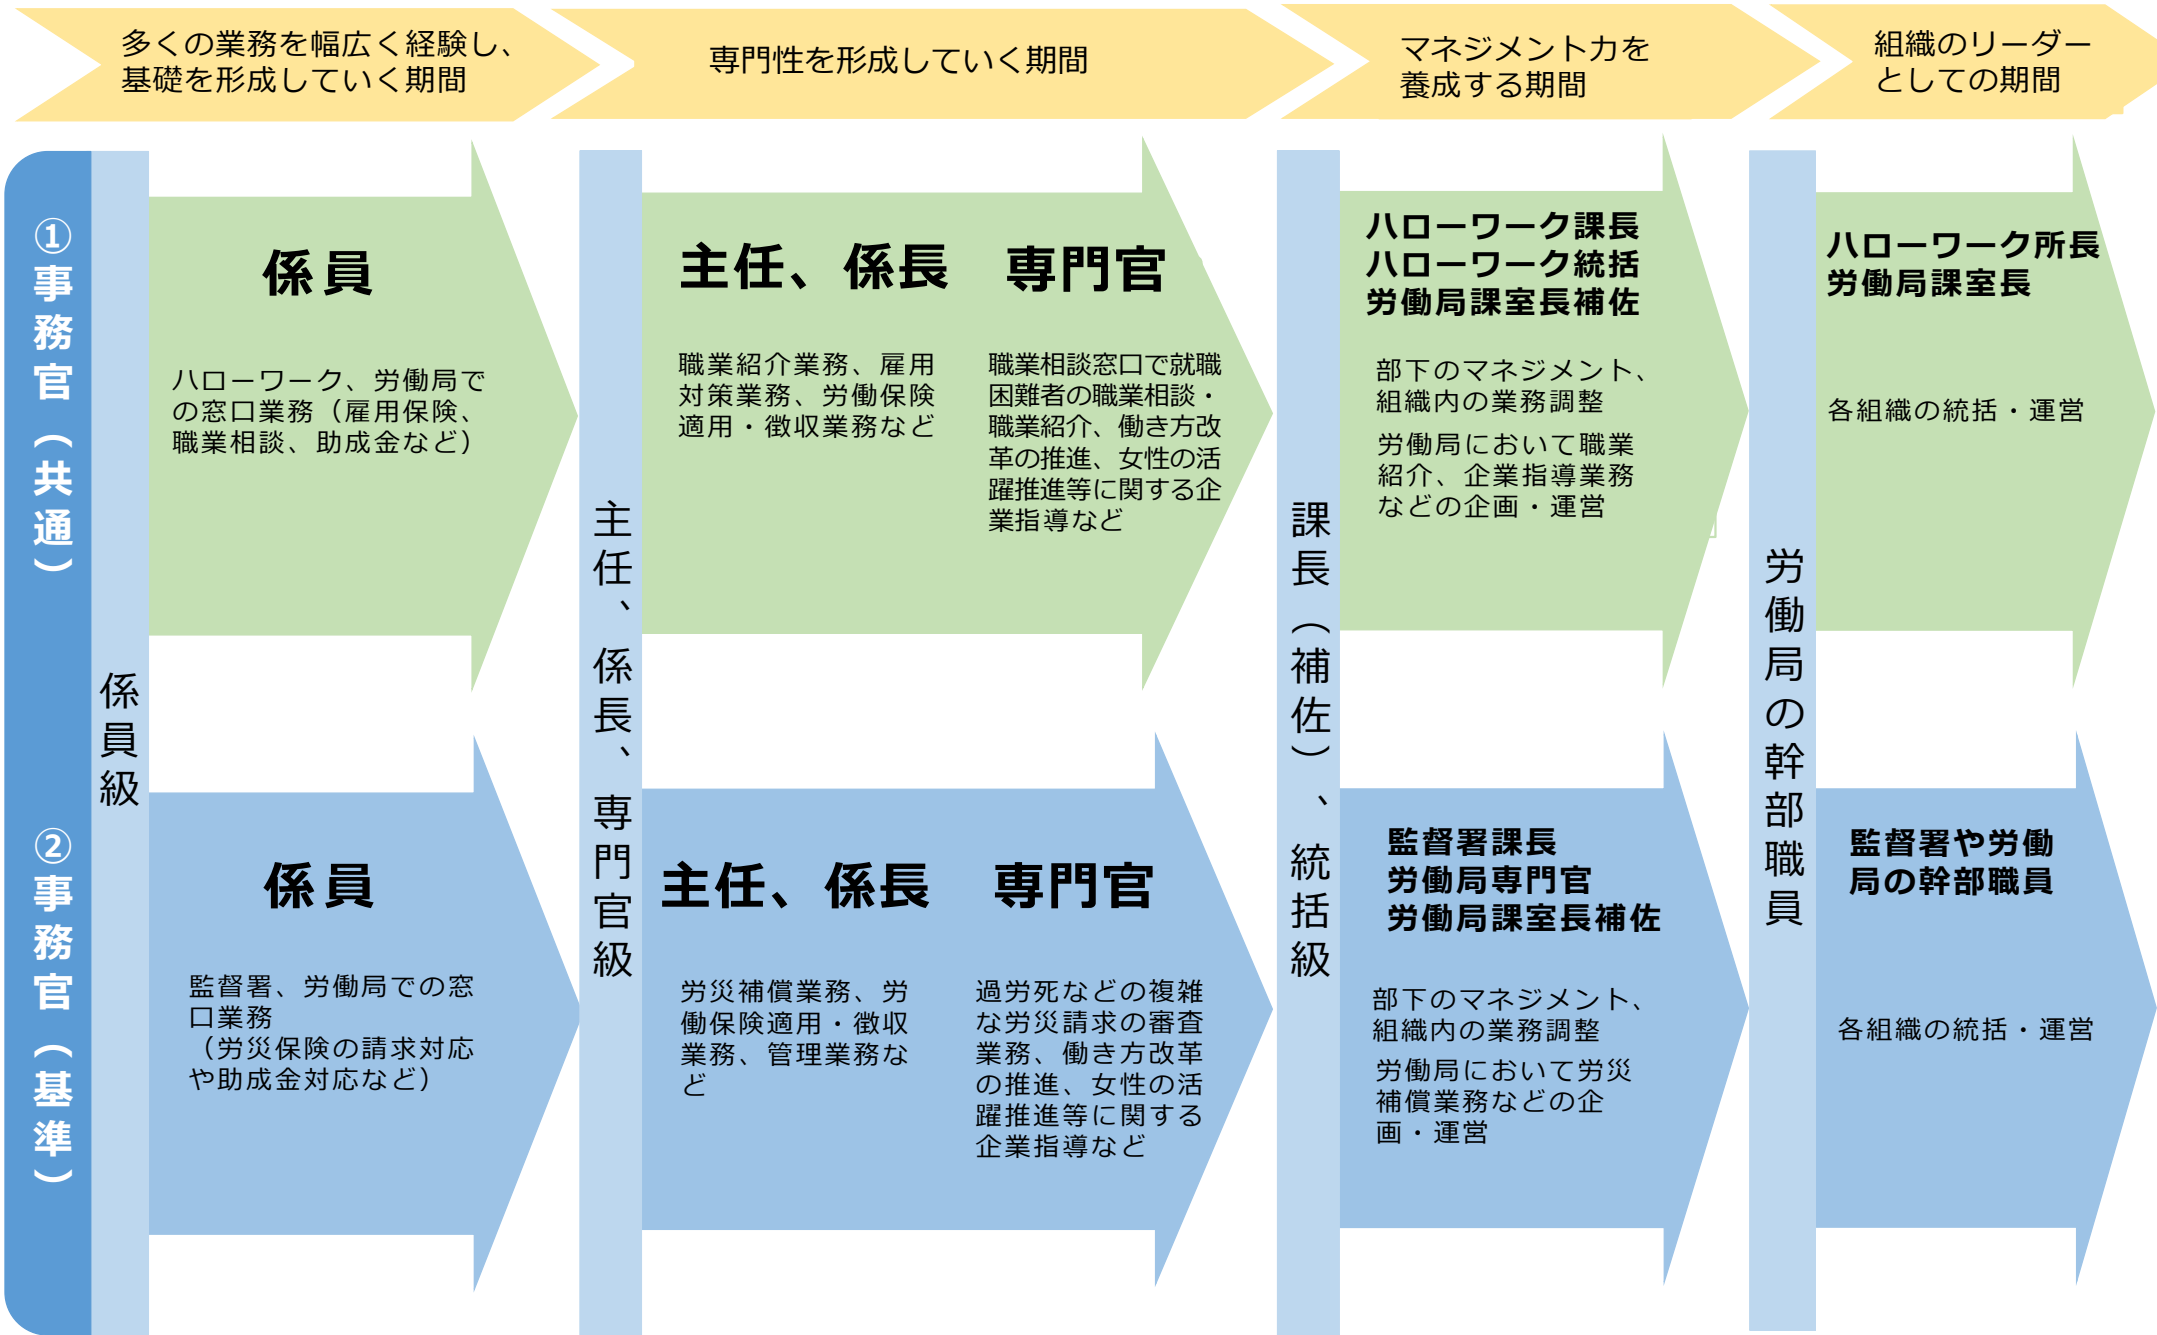 多くの業務を幅広く経験し、
基礎を形成していく期間
専門性を形成していく期間
マネジメント力を
養成する期間
組織のリーダー
としての期間
①事務官（共通）
係員級
係員
ハローワーク、労働局で
の窓口業務（雇用保険、
職業相談、助成金など）
主任、係長、専門官級
主任、係長
職業紹介業務、雇用
対策業務、労働保険
適用・徴収業務など
専門官
職業相談窓口で就職
困難者の職業相談・
職業紹介、働き方改
革の推進、女性の活
躍推進等に関する企
業指導など
課長（補佐）、統括級
ハローワーク課長
ハローワーク統括
労働局課室長補佐
部下のマネジメント、
組織内の業務調整
労働局において職業
紹介、企業指導業務
などの企画・運営
労働局の幹部職員
ハローワーク所長
労働局課室長
各組織の統括・運営
②事務官（基準）
係員
監督署、労働局での窓
口業務
（労災保険の請求対応
や助成金対応など）
主任、係長
労災補償業務、労
働保険適用・徴収
業務、管理業務な
ど
専門官
過労死などの複雑
な労災請求の審査
業務、働き方改革
の推進、女性の活
躍推進等に関する
企業指導など
監督署課長
労働局専門官
労働局課室長補佐
部下のマネジメント、
組織内の業務調整
労働局において労災
補償業務などの企
画・運営
監督署や労働
局の幹部職員
各組織の統括・運営